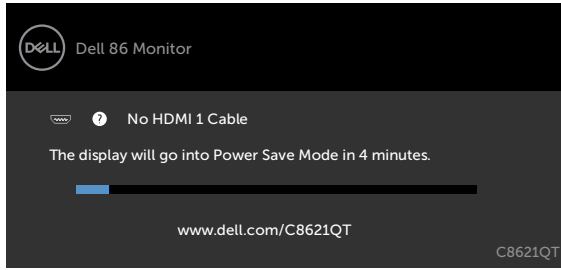 DELL
Dell 86 Monitor
? No HDMI 1 Cable
The display will go into Power Save Mode in 4 minutes.
www.dell.com/C8621QT
C8621QT